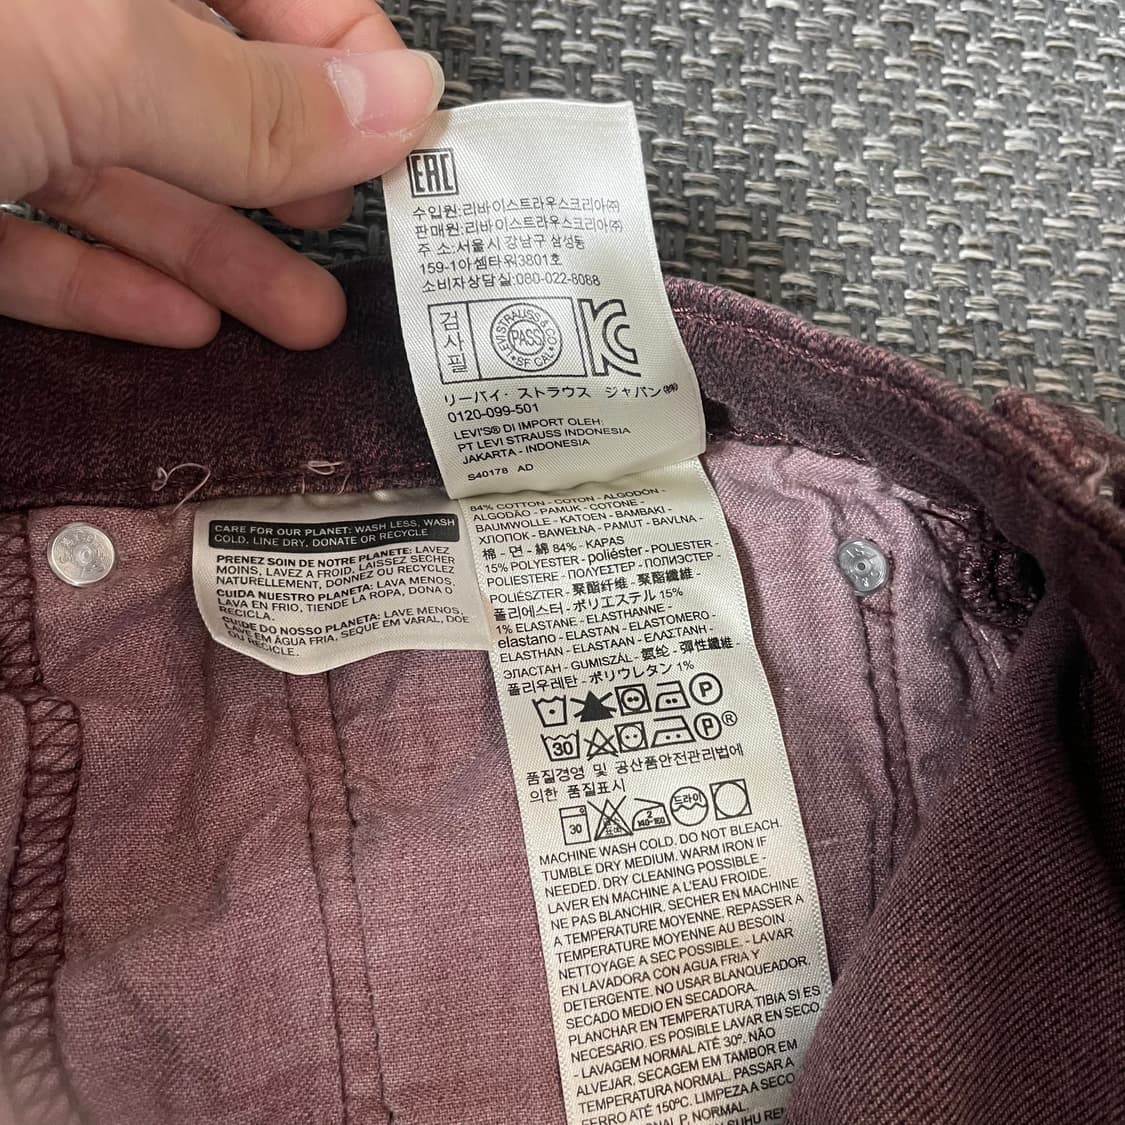 EAC
수입원:리바이스트라우스코리아㈜
판매원:리바이스트라우스코리아㈜
주 소:서울시 강남구 삼성동
159-1아셈타워3801호
소비자상담실:080-022-8088
검사필
LEVI STRAUSS & CO
PASS
SF CAL
KC
リーバイ・ストラウス ジャパン㈱
0120-099-501
LEVI'S® DI IMPORT OLEH:
PT LEVI STRAUSS INDONESIA
JAKARTA - INDONESIA
S40178 AD
CARE FOR OUR PLANET: WASH LESS, WASH
COLD, LINE DRY, DONATE OR RECYCLE
PRENEZ SOIN DE NOTRE PLANETE: LAVEZ
MOINS, LAVEZ A FROID, LAISSEZ SECHER
NATURELLEMENT, DONNEZ OU RECYCLEZ
CUIDA NUESTRO PLANETA: LAVA MENOS,
LAVA EN FRIO, TIENDE LA ROPA, DONA O
RECICLA.
CUIDE DO NOSSO PLANETA: LAVE MENOS,
LAVE EM ÁGUA FRIA, SEQUE EM VARAL, DOE
OU RECICLE.
84% COTTON - COTON - ALGODÓN -
ALGODÃO - PAMUK - COTONE -
BAUMWOLLE - KATOEN - BAMBAKI -
ХЛОПОК - BAWEŁNA - PAMUT - BAVLNA -
棉 - 면 - 綿 84% - KAPAS
15% POLYESTER - poliéster - POLIESTER -
POLIESTERE - ΠΟΛΥΕΣΤΕΡ - ПОЛИЭСТЕР -
POLIÉSZTER - 聚酯纤维 - 聚酯纖維 -
폴리에스터 - ポリエステル 15%
1% ELASTANE - ELASTHANNE -
elastano - ELASTAN - ELASTOMERO -
ELASTHAN - ELASTAAN - ΕΛΑΣΤΑΝΗ -
ЭЛАСТАН - GUMISZÁL - 氨纶 - 彈性纖維 -
폴리우레탄 - ポリウレタン 1%
P
30 P®
품질경영 및 공산품안전관리법에
의한 품질표시
30 2 140-160 드라이
MACHINE WASH COLD. DO NOT BLEACH.
TUMBLE DRY MEDIUM. WARM IRON IF
NEEDED. DRY CLEANING POSSIBLE -
LAVER EN MACHINE A L'EAU FROIDE.
NE PAS BLANCHIR. SECHER EN MACHINE
A TEMPERATURE MOYENNE. REPASSER A
TEMPERATURE MOYENNE AU BESOIN
NETTOYAGE A SEC POSSIBLE. - LAVAR
EN LAVADORA CON AGUA FRIA Y
DETERGENTE. NO USAR BLANQUEADOR.
SECADO MEDIO EN SECADORA.
PLANCHAR EN TEMPERATURA TIBIA SI ES
NECESARIO. ES POSIBLE LAVAR EN SECO
- LAVAGEM NORMAL ATÉ 30º. NÃO
ALVEJAR. SECAGEM EM TAMBOR EM
TEMPERATURA NORMAL. PASSAR A
FERRO ATÉ 150ºC. LIMPEZA A SECO
P, NORMAL.
SUHU